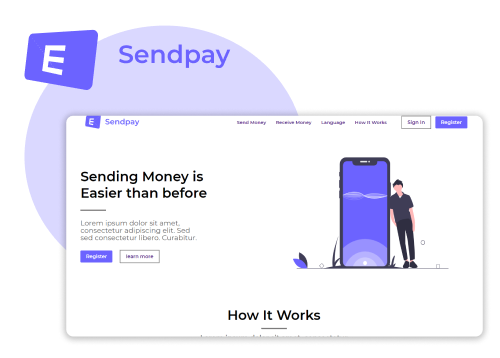 E
Sendpay
E Sendpay Send Money Receive Money Language How It Works Sign In Register
Sending Money is
Easier than before
Lorem ipsum dolor sit amet,
consectetur adipiscing elit. Sed
sed consectetur libero. Curabitur.
Register learn more
How It Works